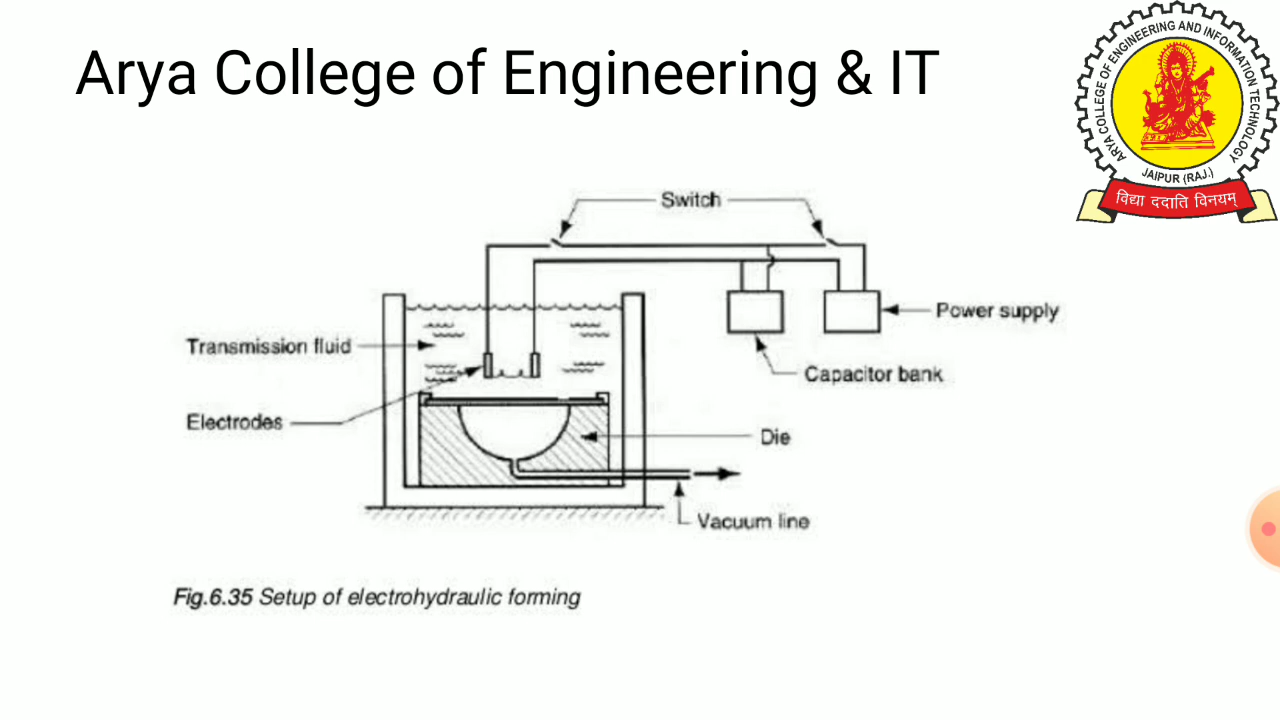 Arya College of Engineering & IT
ARYA COLLEGE OF ENGINEERING AND INFORMATION TECHNOLOGY
JAIPUR (RAJ.)
विद्या ददाति विनयम्
Switch
Power supply
Transmission fluid
Capacitor bank
Electrodes
Die
Vacuum line
Fig.6.35 Setup of electrohydraulic forming